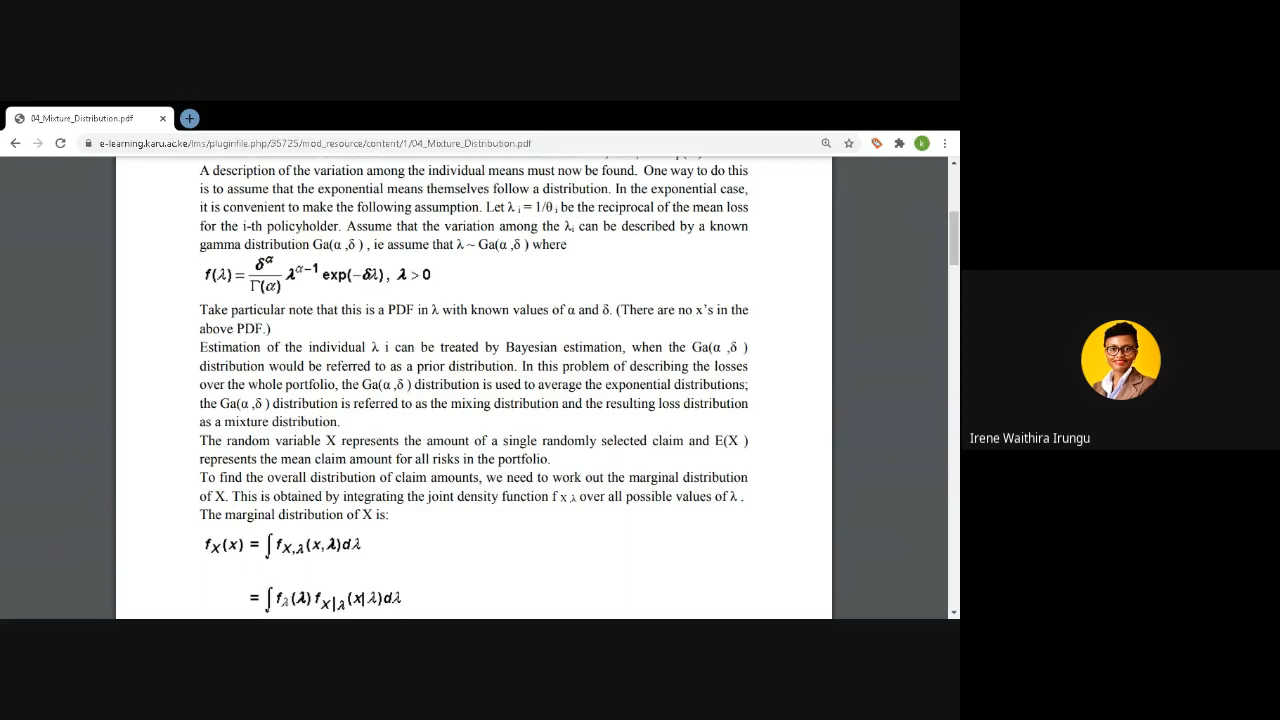 04_Mixture_Distribution.pdf
e-learning.karu.ac.ke/lms/pluginfile.php/35725/mod_resource/content/1/04_Mixture_Distribution.pdf
k
A description of the variation among the individual means must now be found. One way to do this
is to assume that the exponential means themselves follow a distribution. In the exponential case,
it is convenient to make the following assumption. Let λ i = 1/θ i be the reciprocal of the mean loss
for the i-th policyholder. Assume that the variation among the λi can be described by a known
gamma distribution Ga(α ,δ ) , ie assume that λ ~ Ga(α ,δ ) where
f(λ) = δ^α / Γ(α) λ^α−1 exp(−δλ), λ > 0
Take particular note that this is a PDF in λ with known values of α and δ. (There are no x's in the
above PDF.)
Estimation of the individual λ i can be treated by Bayesian estimation, when the Ga(α ,δ )
distribution would be referred to as a prior distribution. In this problem of describing the losses
over the whole portfolio, the Ga(α ,δ ) distribution is used to average the exponential distributions;
the Ga(α ,δ ) distribution is referred to as the mixing distribution and the resulting loss distribution
as a mixture distribution.
The random variable X represents the amount of a single randomly selected claim and E(X )
represents the mean claim amount for all risks in the portfolio.
To find the overall distribution of claim amounts, we need to work out the marginal distribution
of X. This is obtained by integrating the joint density function f X,λ over all possible values of λ .
The marginal distribution of X is:
fX(x) = ∫ fX,λ(x,λ)dλ
= ∫ fλ(λ) fX|λ(x|λ)dλ
Irene Waithira Irungu